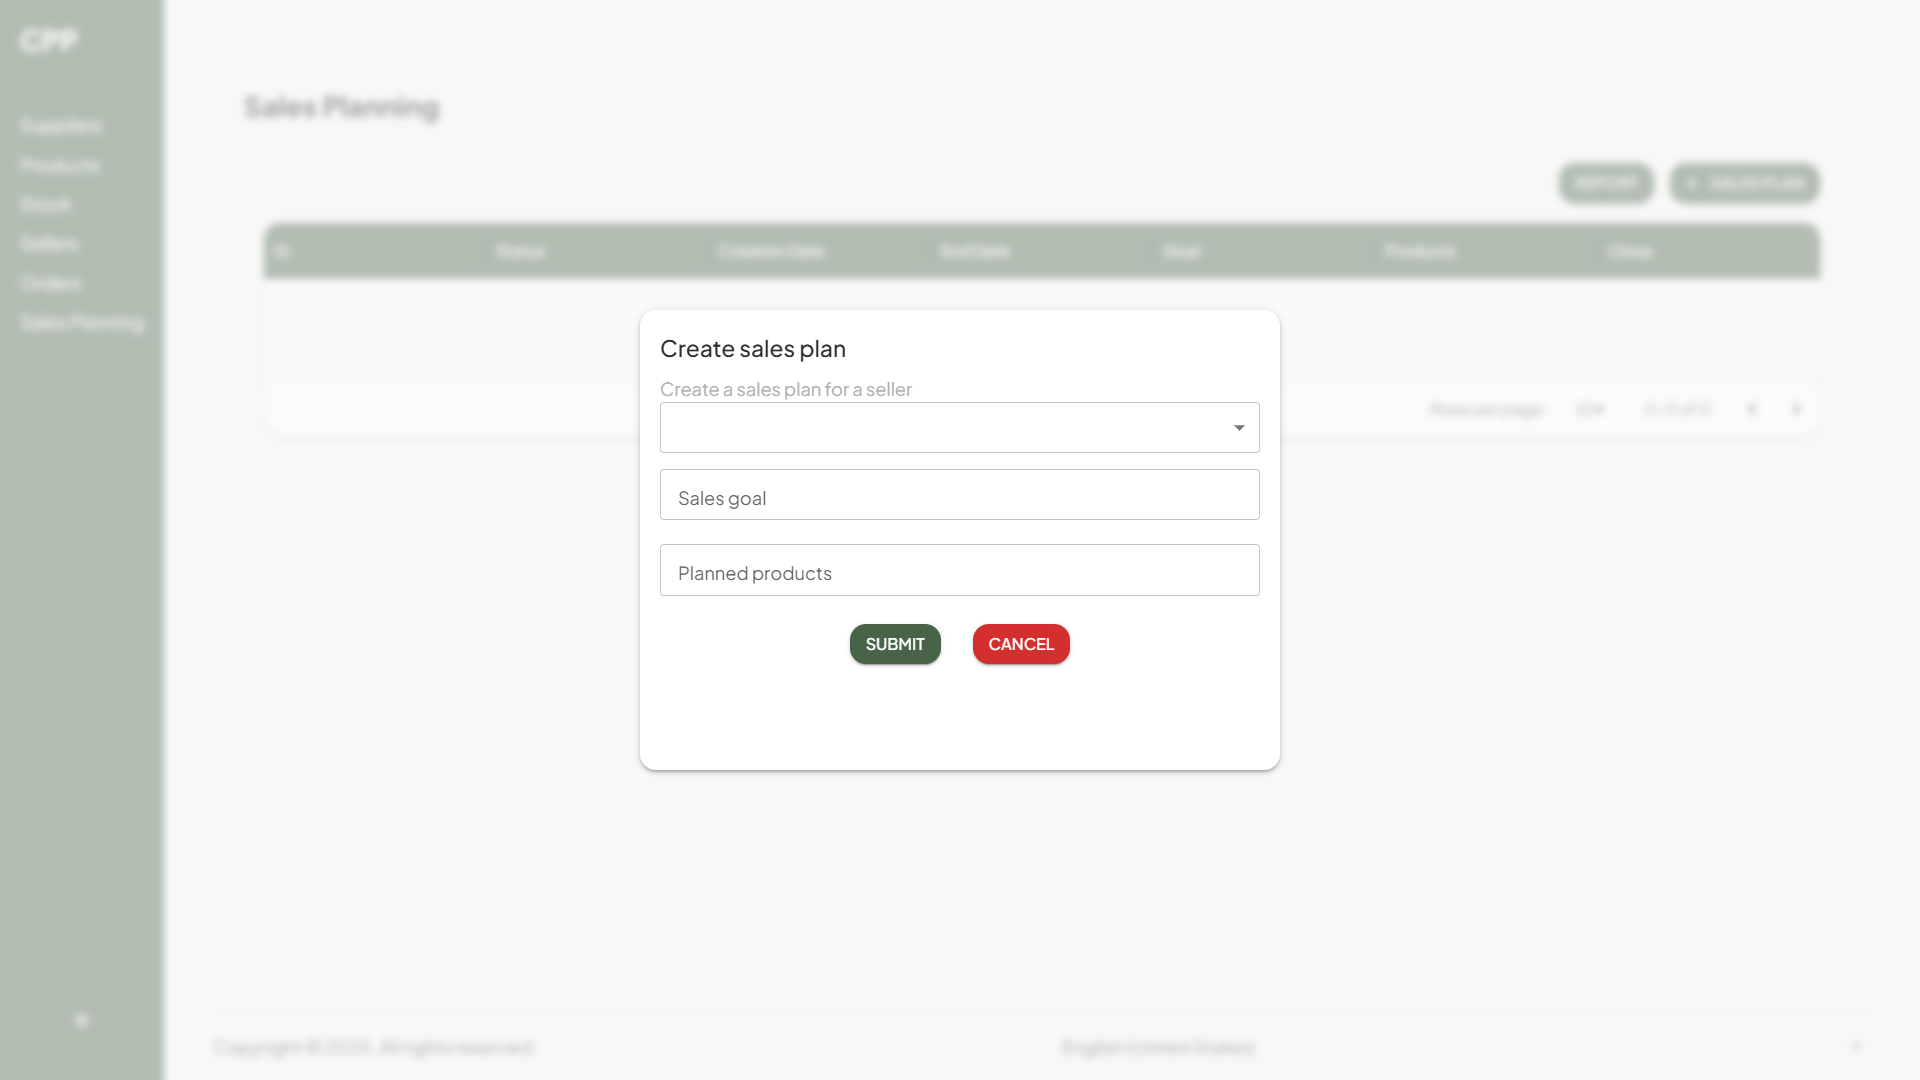 CPP
Suppliers
Products
Stock
Sellers
Orders
Sales Planning
Sales Planning
REPORT
+ SALES PLAN
ID Status Creation Date End Date Goal Products Close
Create sales plan
Create a sales plan for a seller
Sales goal
Planned products
SUBMIT CANCEL
Rows per page: 10 0–0 of 0
Copyright © 2025. All rights reserved.
English (United States)